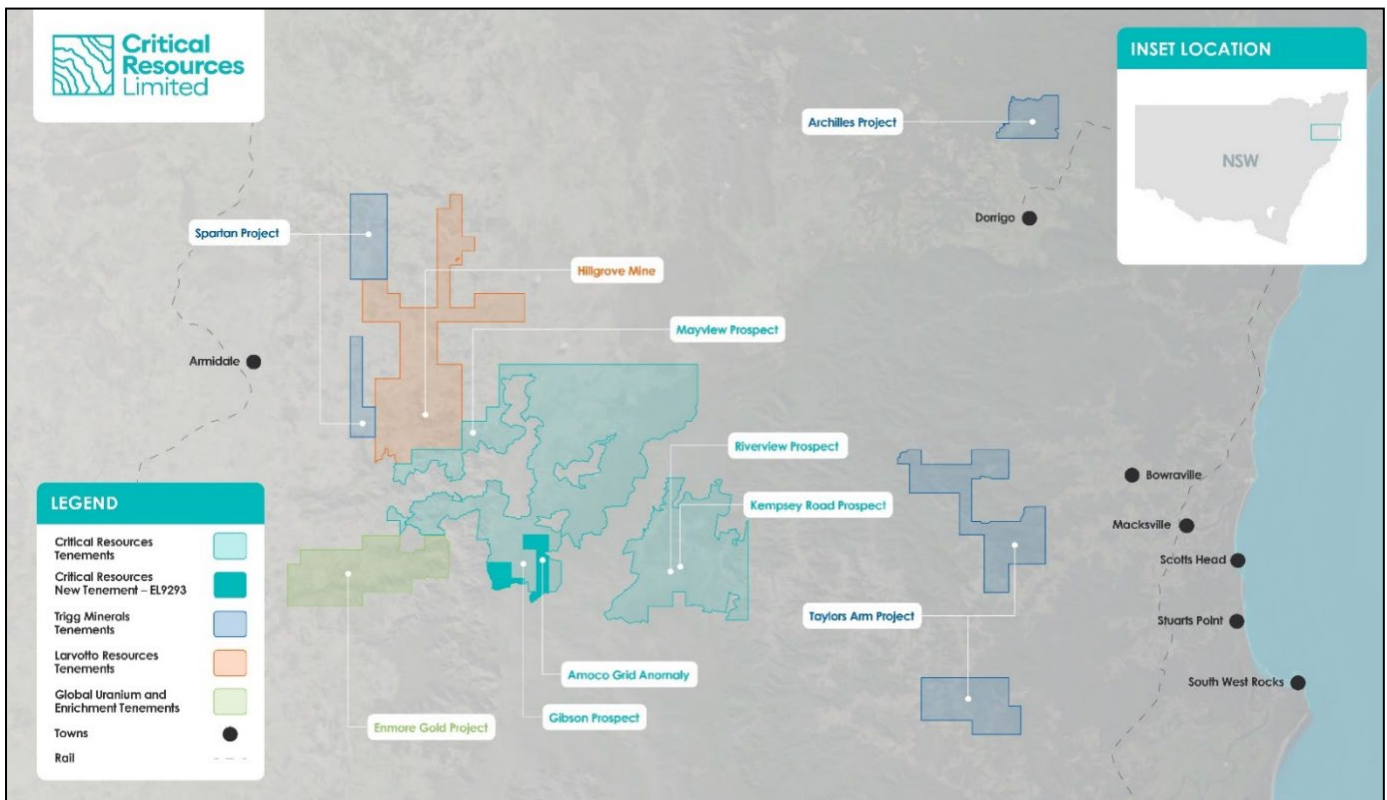 Critical
Resources
Limited
INSET LOCATION
NSW
Archilles Project
Dorrigo
Spartan Project
Hillgrove Mine
Mayview Prospect
Armidale
Riverview Prospect
Kempsey Road Prospect
Bowraville
Macksville
Scotts Head
Taylors Arm Project
Stuarts Point
South West Rocks
Amoco Grid Anomaly
Gibson Prospect
Enmore Gold Project
LEGEND
Critical Resources
Tenements
Critical Resources
New Tenement – EL9293
Trigg Minerals
Tenements
Larvotto Resources
Tenements
Global Uranium and
Enrichment Tenements
Towns
Rail